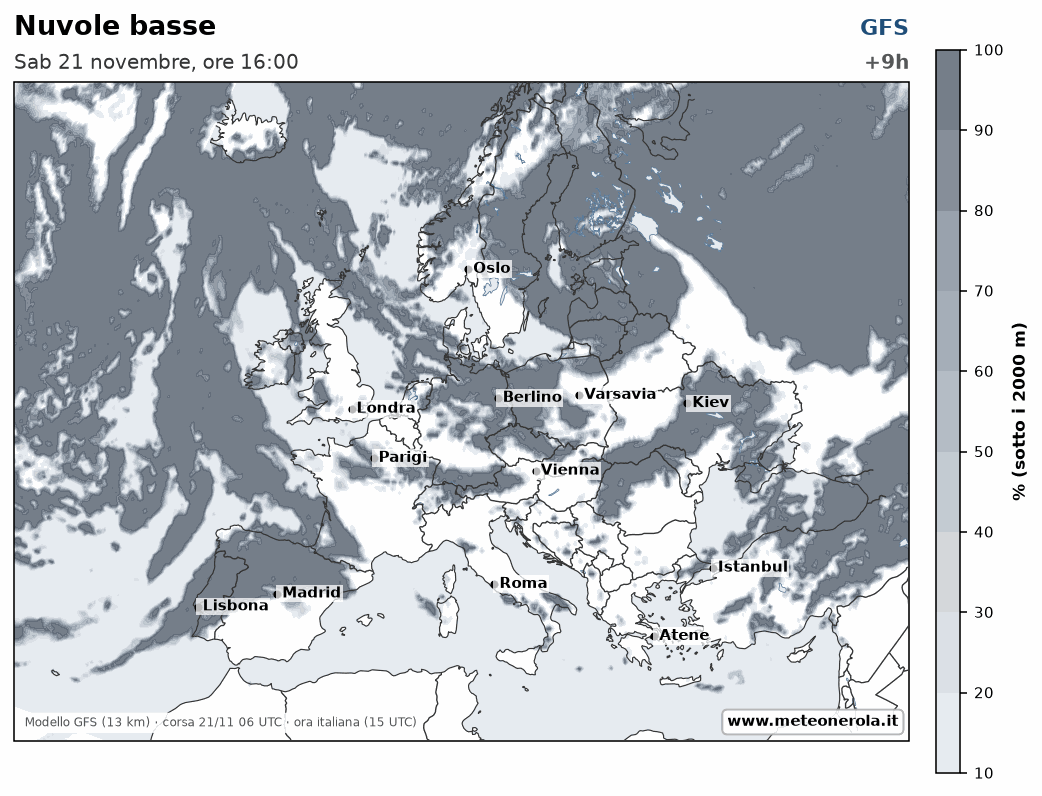 Nuvole basse
GFS
Sab 21 novembre, ore 16:00
+9h
100
90
80
70
60
50
40
30
20
10
% (sotto i 2000 m)
Oslo
Berlino
Varsavia
Kiev
Londra
Parigi
Vienna
Istanbul
Roma
Madrid
Lisbona
Atene
Modello GFS (13 km) · corsa 21/11 06 UTC · ora italiana (15 UTC)
www.meteonerola.it